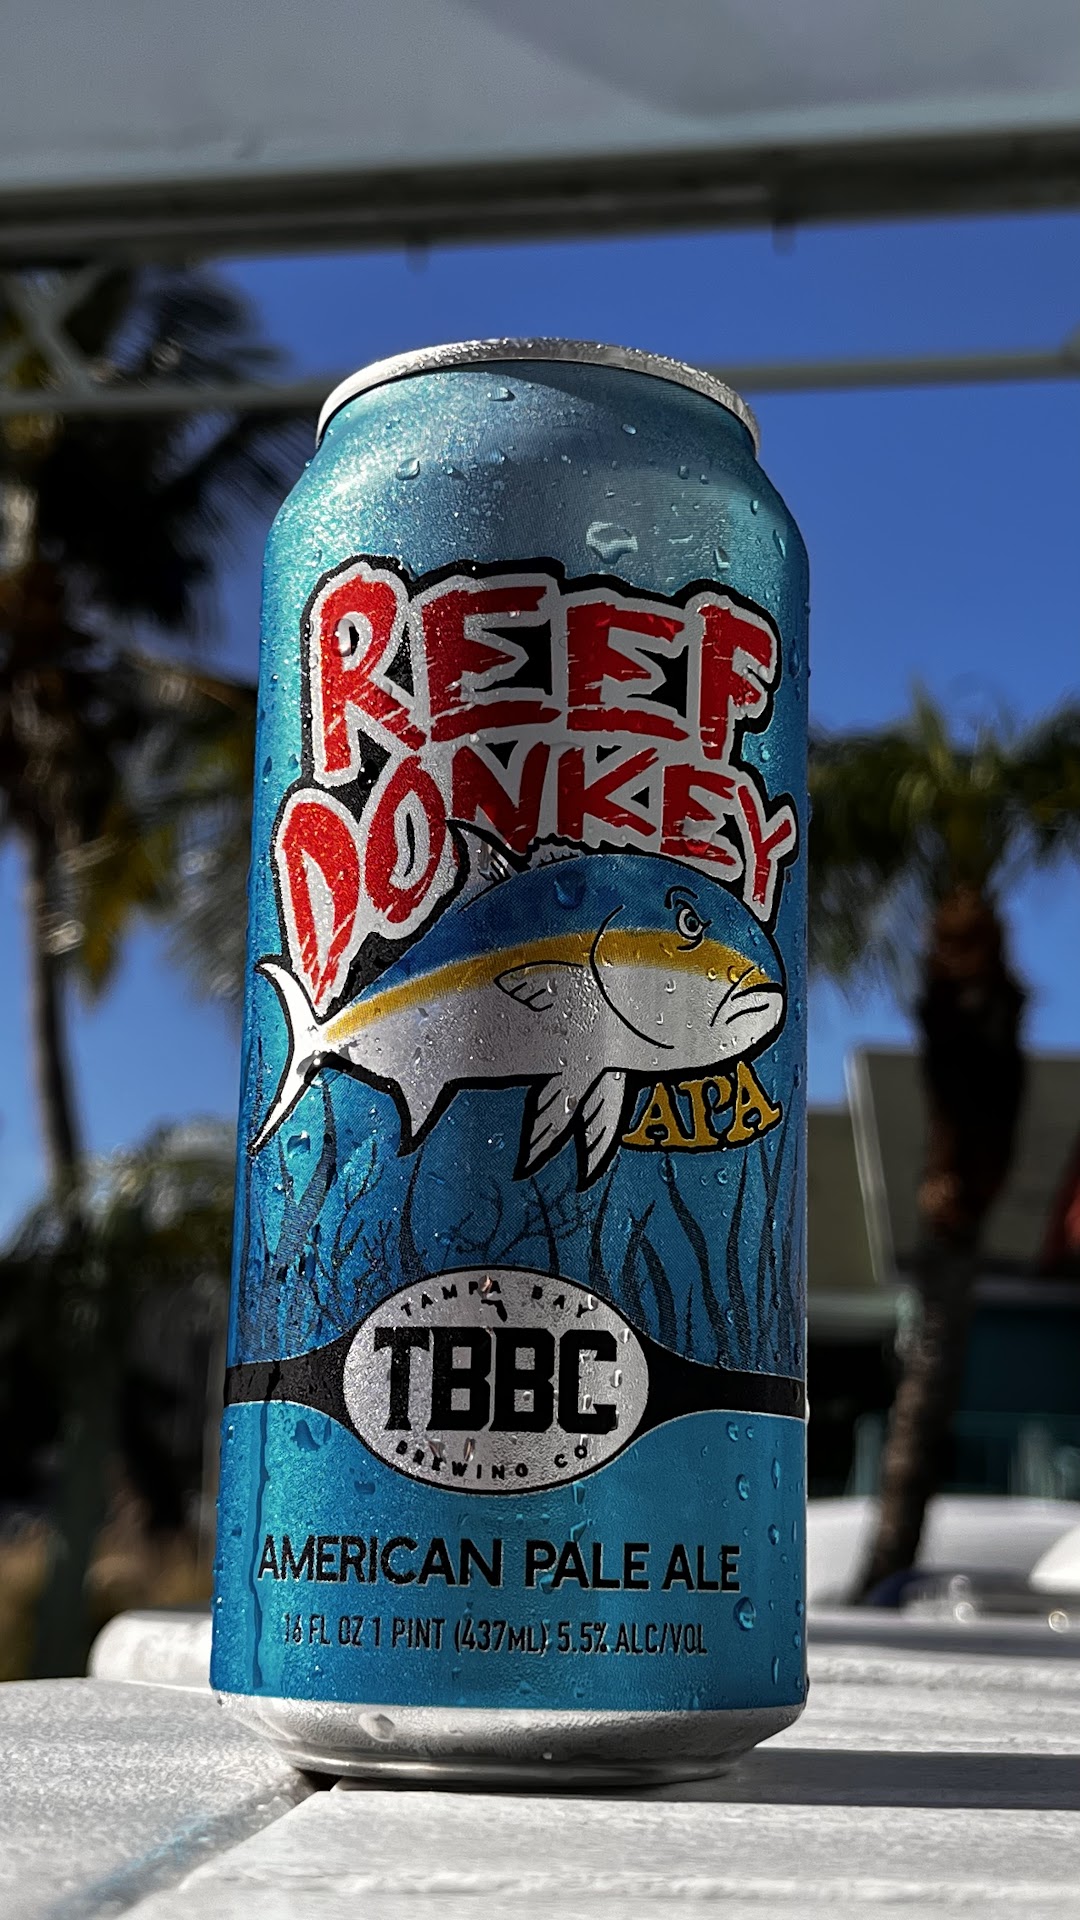 REEF
DONKEY
APA
TAMPA BAY
TBBC
BREWING CO
AMERICAN PALE ALE
16 FL OZ 1 PINT (437ML) 5.5% ALC/VOL